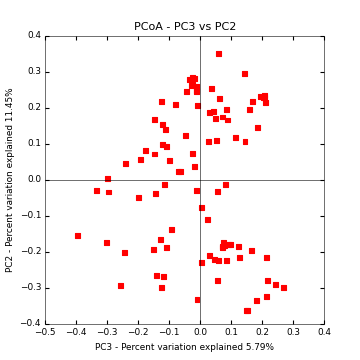 PCoA - PC3 vs PC2
PC2 - Percent variation explained 11.45%
0.4
0.3
0.2
0.1
0.0
−0.1
−0.2
−0.3
−0.4
−0.5 −0.4 −0.3 −0.2 −0.1 0.0 0.1 0.2 0.3 0.4
PC3 - Percent variation explained 5.79%